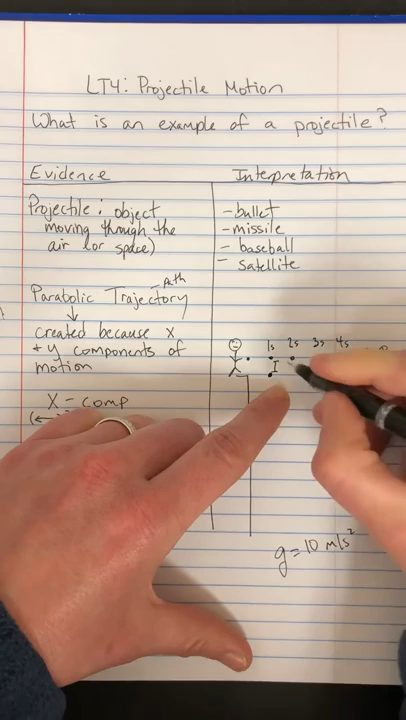 LT4: Projectile Motion
What is an example of a projectile?
Evidence
Interpretation
Projectile: object
moving through the
air (or space)
- bullet
- missile
- baseball
- satellite
Parabolic Trajectory
- Path
created because x
+ y components of
motion
1s 2s 3s 4s
X - comp
g = 10 m/s²